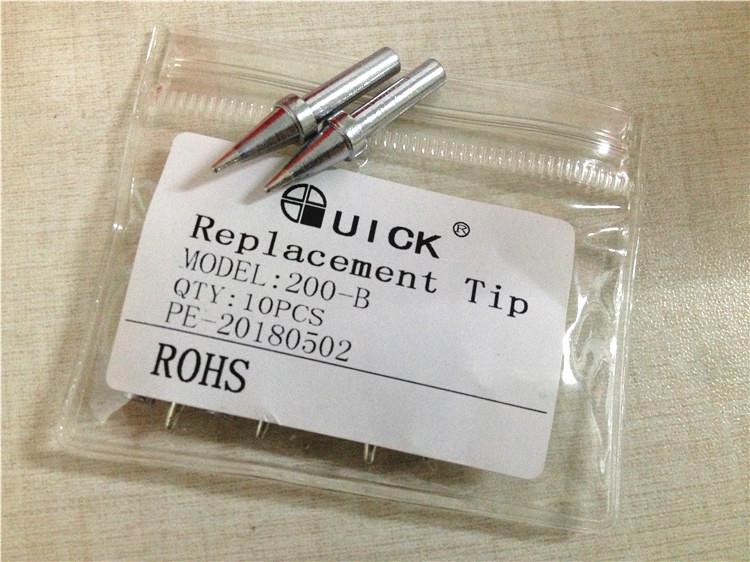 QUICK ®
Replacement Tip
MODEL:200-B
QTY:10PCS
PE-20180502
ROHS